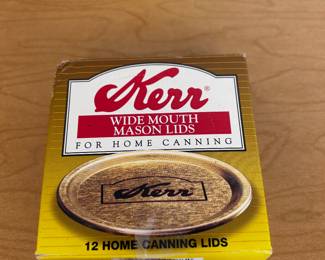 Kerr®
WIDE MOUTH
MASON LIDS
FOR HOME CANNING
Kerr
12 HOME CANNING LIDS